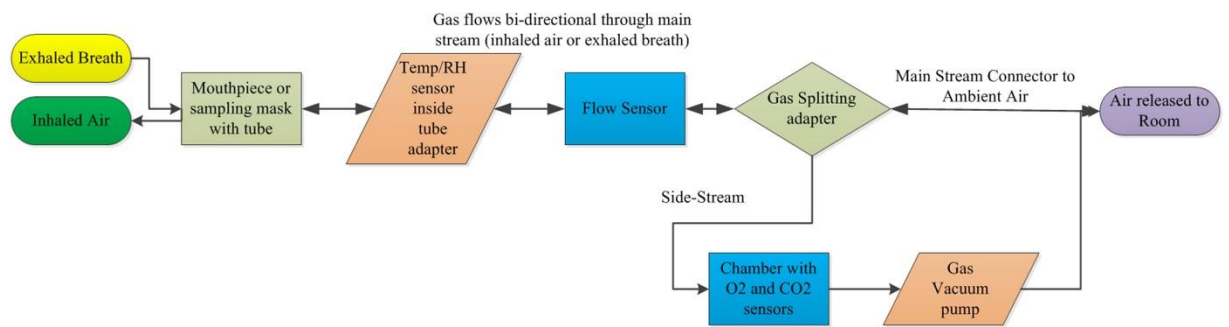 Gas flows bi-directional through main
stream (inhaled air or exhaled breath)
Exhaled Breath
Inhaled Air
Mouthpiece or
sampling mask
with tube
Temp/RH
sensor
inside
tube
adapter
Flow Sensor
Gas Splitting
adapter
Main Stream Connector to
Ambient Air
Air released to
Room
Side-Stream
Chamber with
O2 and CO2
sensors
Gas
Vacuum
pump